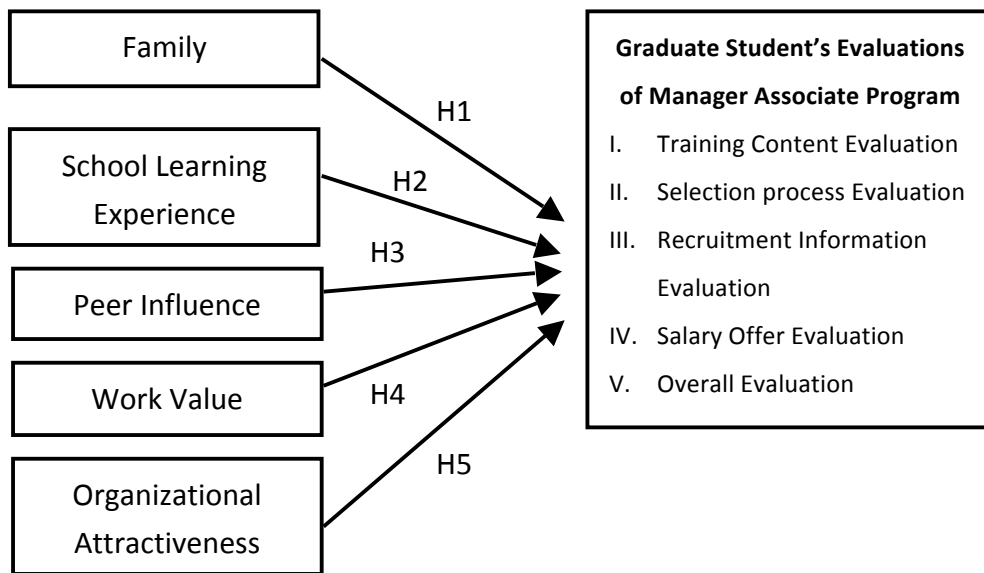 Family
H1
School Learning
Experience
H2
H3
Peer Influence
Work Value
H4
H5
Organizational
Attractiveness
Graduate Student’s Evaluations
of Manager Associate Program
I. Training Content Evaluation
II. Selection process Evaluation
III. Recruitment Information
Evaluation
IV. Salary Offer Evaluation
V. Overall Evaluation